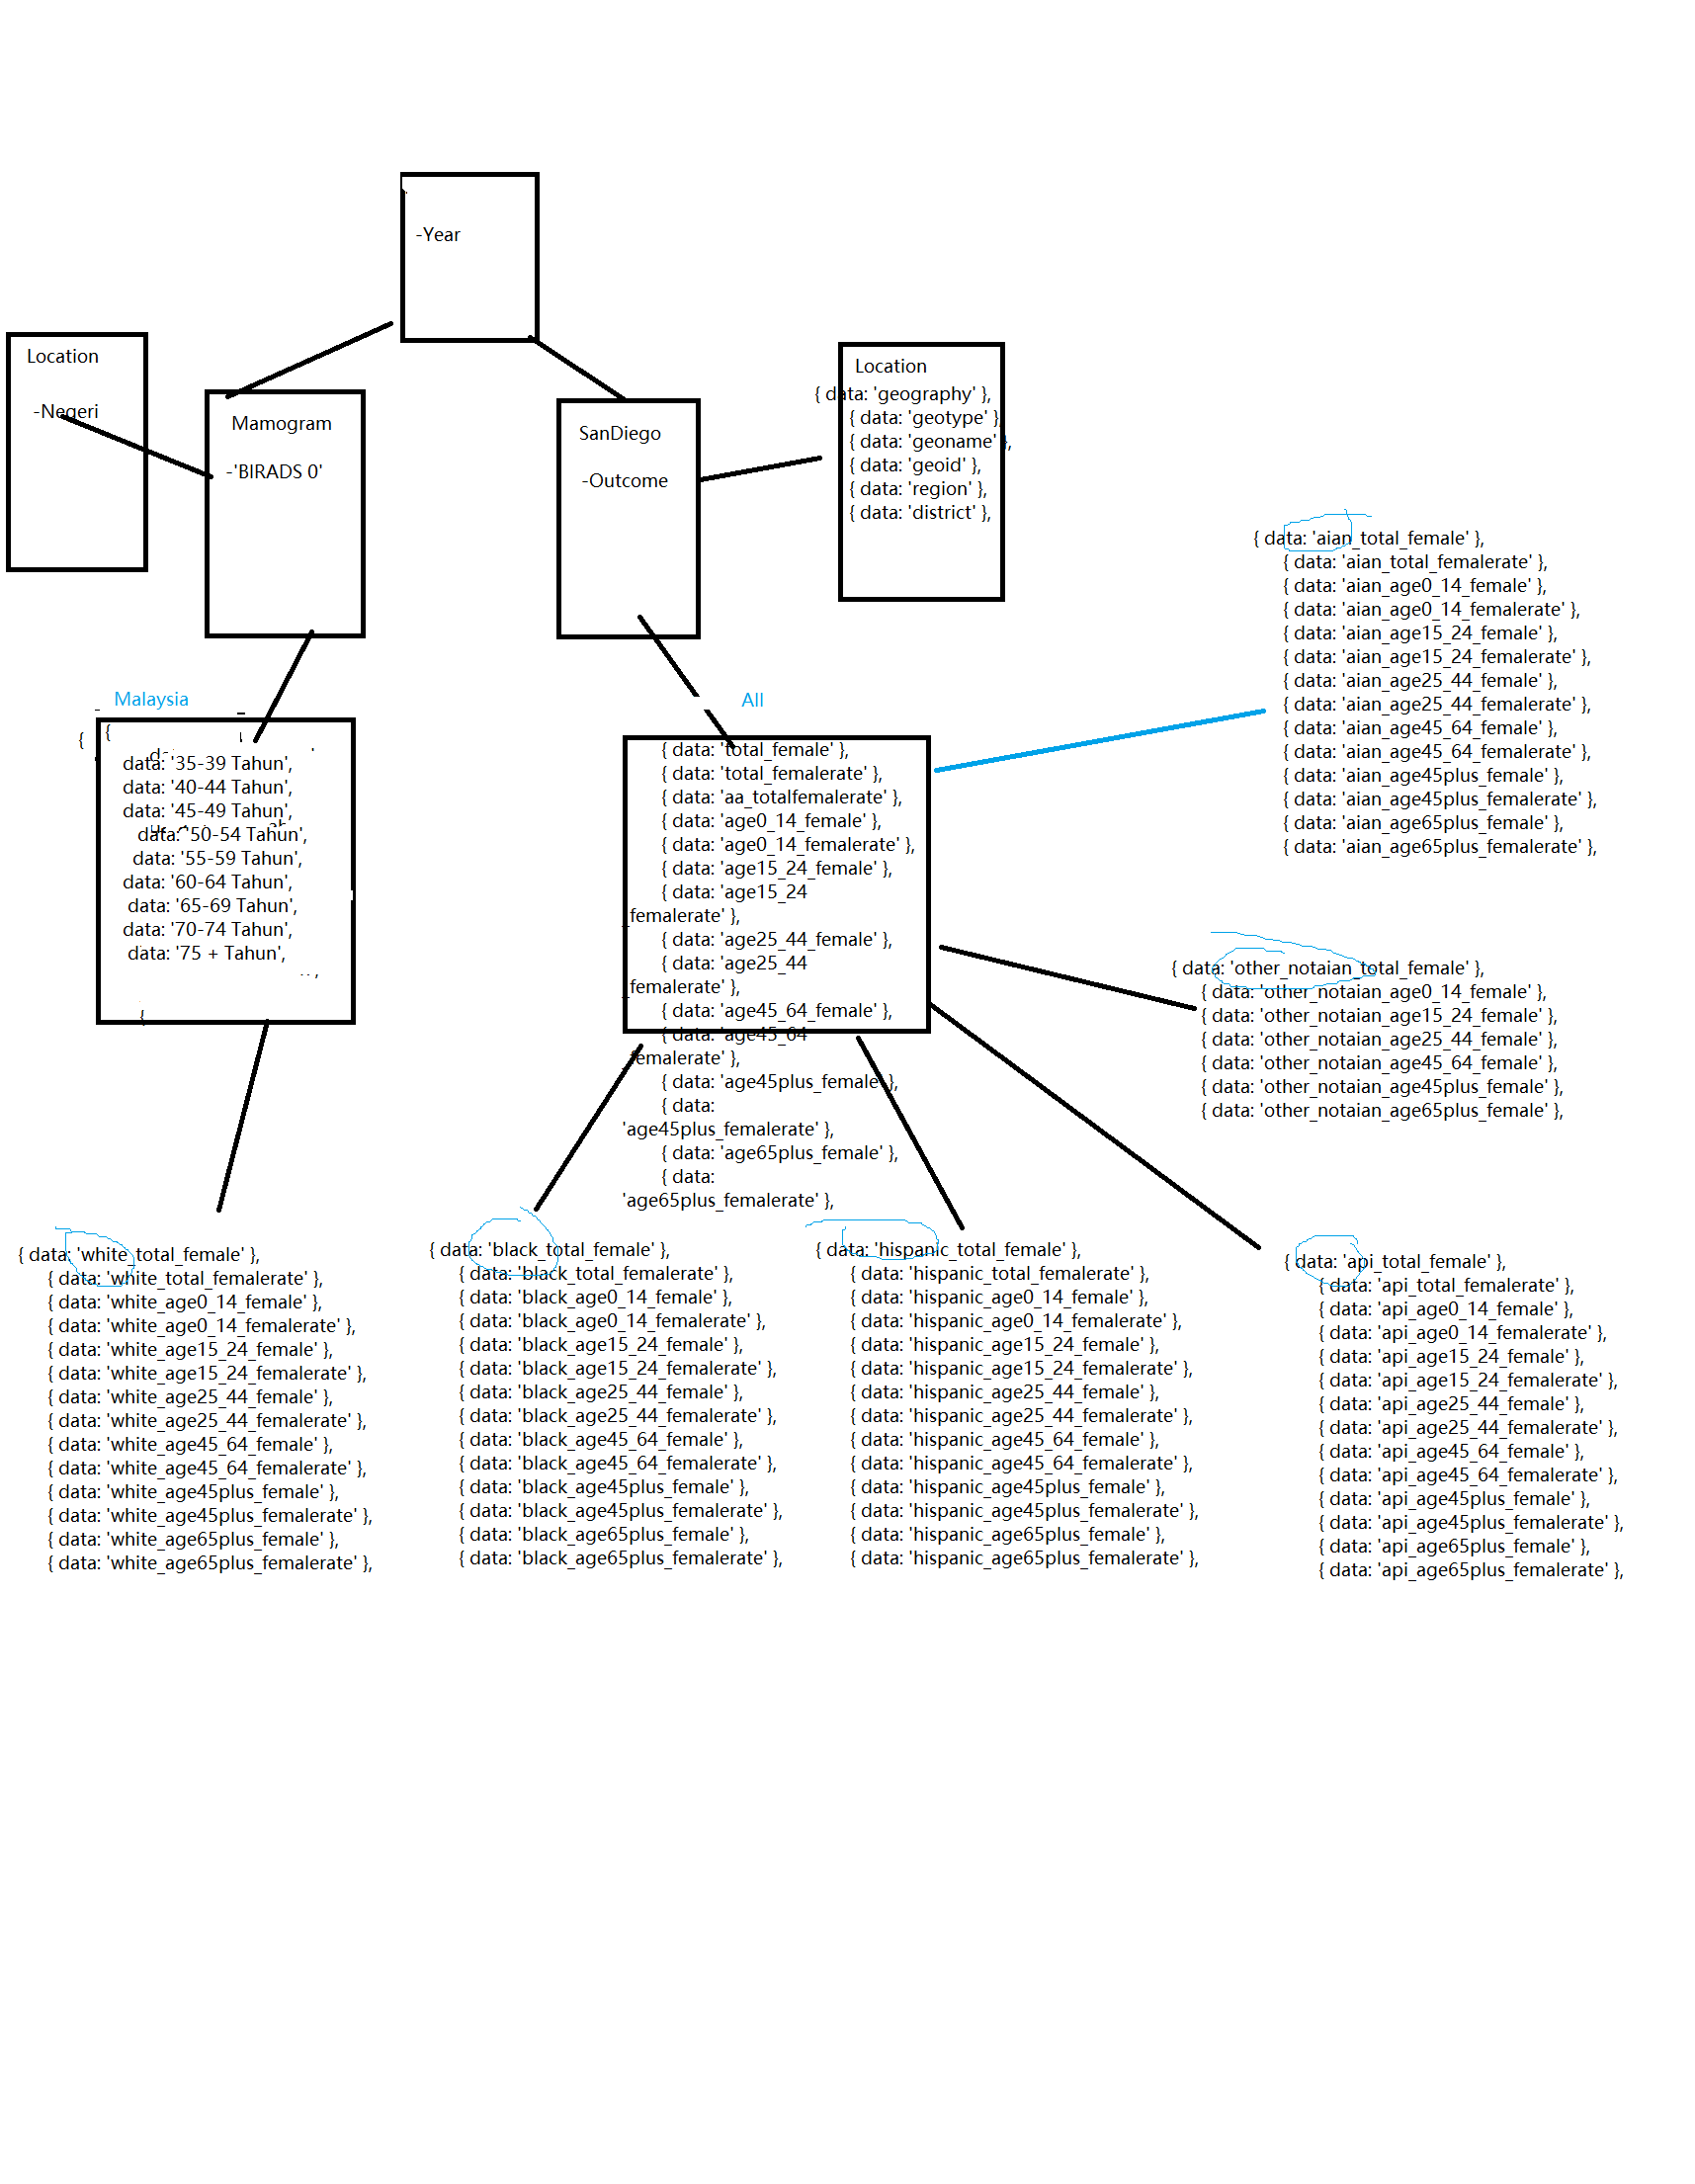 -Year
Location
-Negeri
Mamogram
-'BIRADS 0'
SanDiego
-Outcome
Location
{ data: 'geography' },
{ data: 'geotype' },
{ data: 'geoname' },
{ data: 'geoid' },
{ data: 'region' },
{ data: 'district' },
Malaysia
{
{
data: '35-39 Tahun',
data: '40-44 Tahun',
data: '45-49 Tahun',
data: '50-54 Tahun',
data: '55-59 Tahun',
data: '60-64 Tahun',
data: '65-69 Tahun',
data: '70-74 Tahun',
data: '75 + Tahun',
{
All
{ data: 'total_female' },
{ data: 'total_femalerate' },
{ data: 'aa_totalfemalerate' },
{ data: 'age0_14_female' },
{ data: 'age0_14_femalerate' },
{ data: 'age15_24_female' },
{ data: 'age15_24
_femalerate' },
{ data: 'age25_44_female' },
{ data: 'age25_44
_femalerate' },
{ data: 'age45_64_female' },
{ data: 'age45_64
_femalerate' },
{ data: 'age45plus_female' },
{ data:
'age45plus_femalerate' },
{ data: 'age65plus_female' },
{ data:
'age65plus_femalerate' },
{ data: 'aian_total_female' },
{ data: 'aian_total_femalerate' },
{ data: 'aian_age0_14_female' },
{ data: 'aian_age0_14_femalerate' },
{ data: 'aian_age15_24_female' },
{ data: 'aian_age15_24_femalerate' },
{ data: 'aian_age25_44_female' },
{ data: 'aian_age25_44_femalerate' },
{ data: 'aian_age45_64_female' },
{ data: 'aian_age45_64_femalerate' },
{ data: 'aian_age45plus_female' },
{ data: 'aian_age45plus_femalerate' },
{ data: 'aian_age65plus_female' },
{ data: 'aian_age65plus_femalerate' },
{ data: 'other_notaian_total_female' },
{ data: 'other_notaian_age0_14_female' },
{ data: 'other_notaian_age15_24_female' },
{ data: 'other_notaian_age25_44_female' },
{ data: 'other_notaian_age45_64_female' },
{ data: 'other_notaian_age45plus_female' },
{ data: 'other_notaian_age65plus_female' },
{ data: 'white_total_female' },
{ data: 'white_total_femalerate' },
{ data: 'white_age0_14_female' },
{ data: 'white_age0_14_femalerate' },
{ data: 'white_age15_24_female' },
{ data: 'white_age15_24_femalerate' },
{ data: 'white_age25_44_female' },
{ data: 'white_age25_44_femalerate' },
{ data: 'white_age45_64_female' },
{ data: 'white_age45_64_femalerate' },
{ data: 'white_age45plus_female' },
{ data: 'white_age45plus_femalerate' },
{ data: 'white_age65plus_female' },
{ data: 'white_age65plus_femalerate' },
{ data: 'black_total_female' },
{ data: 'black_total_femalerate' },
{ data: 'black_age0_14_female' },
{ data: 'black_age0_14_femalerate' },
{ data: 'black_age15_24_female' },
{ data: 'black_age15_24_femalerate' },
{ data: 'black_age25_44_female' },
{ data: 'black_age25_44_femalerate' },
{ data: 'black_age45_64_female' },
{ data: 'black_age45_64_femalerate' },
{ data: 'black_age45plus_female' },
{ data: 'black_age45plus_femalerate' },
{ data: 'black_age65plus_female' },
{ data: 'black_age65plus_femalerate' },
{ data: 'hispanic_total_female' },
{ data: 'hispanic_total_femalerate' },
{ data: 'hispanic_age0_14_female' },
{ data: 'hispanic_age0_14_femalerate' },
{ data: 'hispanic_age15_24_female' },
{ data: 'hispanic_age15_24_femalerate' },
{ data: 'hispanic_age25_44_female' },
{ data: 'hispanic_age25_44_femalerate' },
{ data: 'hispanic_age45_64_female' },
{ data: 'hispanic_age45_64_femalerate' },
{ data: 'hispanic_age45plus_female' },
{ data: 'hispanic_age45plus_femalerate' },
{ data: 'hispanic_age65plus_female' },
{ data: 'hispanic_age65plus_femalerate' },
{ data: 'api_total_female' },
{ data: 'api_total_femalerate' },
{ data: 'api_age0_14_female' },
{ data: 'api_age0_14_femalerate' },
{ data: 'api_age15_24_female' },
{ data: 'api_age15_24_femalerate' },
{ data: 'api_age25_44_female' },
{ data: 'api_age25_44_femalerate' },
{ data: 'api_age45_64_female' },
{ data: 'api_age45_64_femalerate' },
{ data: 'api_age45plus_female' },
{ data: 'api_age45plus_femalerate' },
{ data: 'api_age65plus_female' },
{ data: 'api_age65plus_femalerate' },